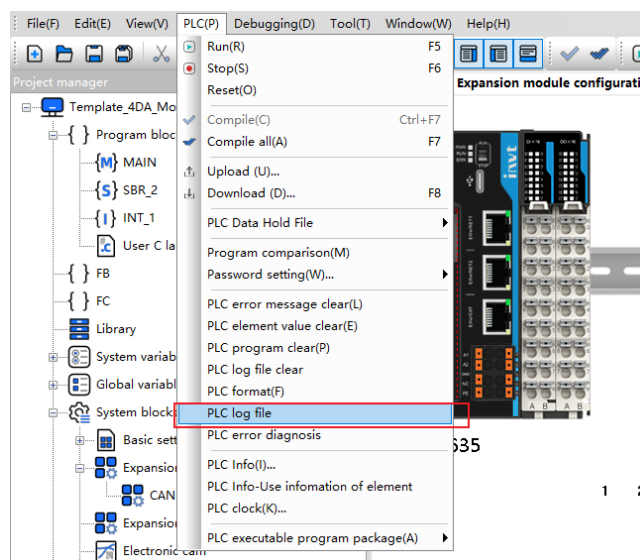 File(F) Edit(E) View(V) PLC(P) Debugging(D) Tool(T) Window(W) Help(H)
Project manager
Expansion module configurati
Template_4DA_Mo
Program bloc
MAIN
SBR_2
INT_1
User C la
FB
FC
Library
System variab
Global variabl
System blocks
Basic sett
Expansion
CAN
Expansion
Electronic cam
Run(R) F5
Stop(S) F6
Reset(O)
Compile(C) Ctrl+F7
Compile all(A) F7
Upload (U)...
Download (D)... F8
PLC Data Hold File
Program comparison(M)
Password setting(W)...
PLC error message clear(L)
PLC element value clear(E)
PLC program clear(P)
PLC log file clear
PLC format(F)
PLC log file
PLC error diagnosis
PLC Info(I)...
PLC Info-Use infomation of element
PLC clock(K)...
PLC executable program package(A)
invt
EtherNET1
EtherNET2
EtherCAT
A B A B
635
1 2